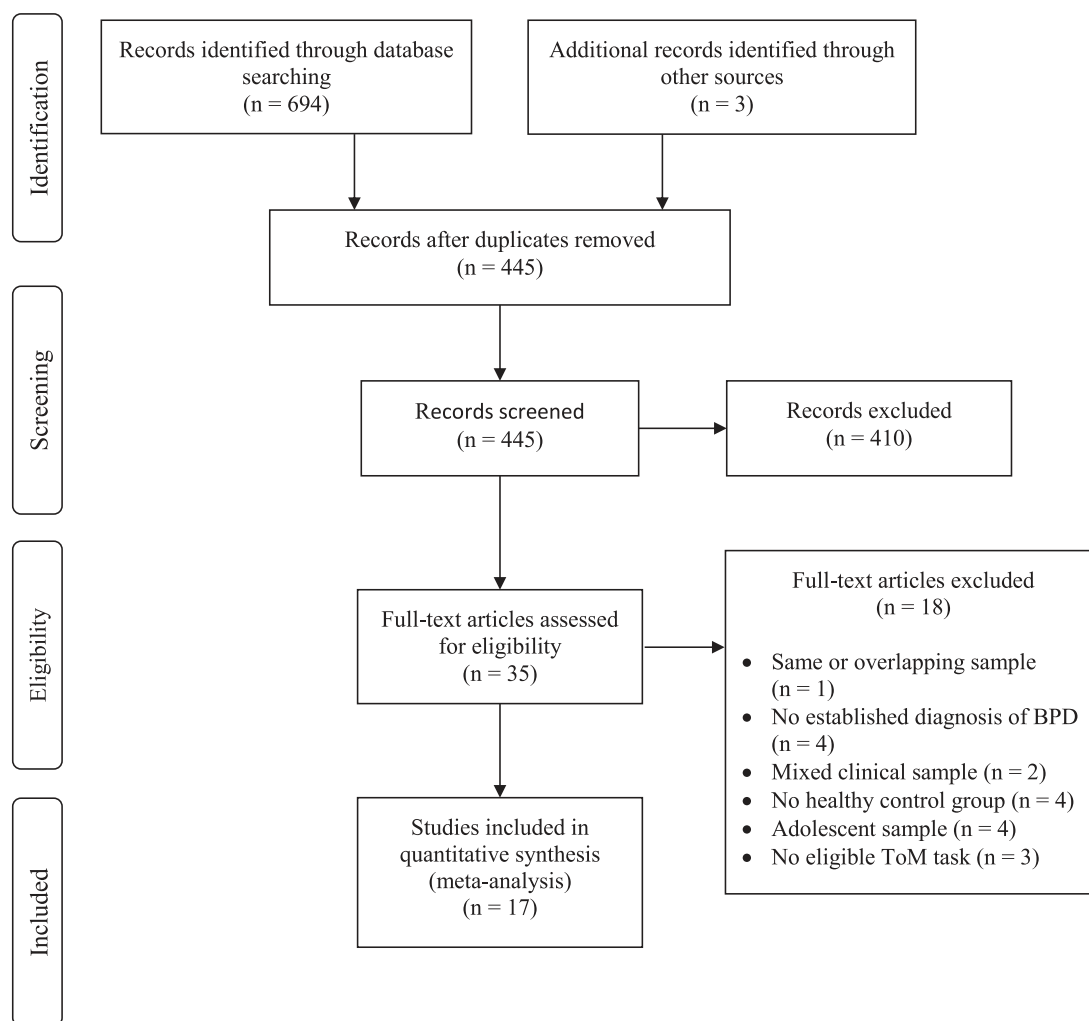 Identification
Records identified through database
searching
(n = 694)
Additional records identified through
other sources
(n = 3)
Records after duplicates removed
(n = 445)
Screening
Records screened
(n = 445)
Records excluded
(n = 410)
Eligibility
Full-text articles assessed
for eligibility
(n = 35)
Full-text articles excluded
(n = 18)
• Same or overlapping sample
(n = 1)
• No established diagnosis of BPD
(n = 4)
• Mixed clinical sample (n = 2)
• No healthy control group (n = 4)
• Adolescent sample (n = 4)
• No eligible ToM task (n = 3)
Included
Studies included in
quantitative synthesis
(meta-analysis)
(n = 17)